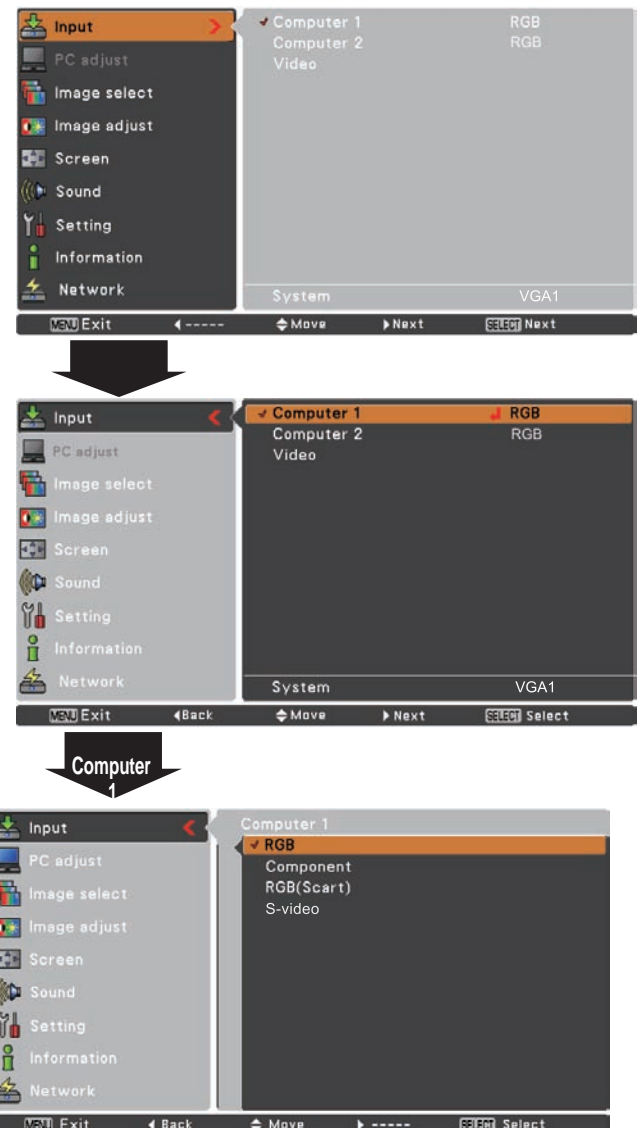 Input Computer 1 RGB
PC adjust Computer 2 RGB
Image select Video
Image adjust
Screen
Sound
Setting
Information
Network System VGA1
MENU Exit ----- Move Next SELECT Next
Input Computer 1 RGB
PC adjust Computer 2 RGB
Image select Video
Image adjust
Screen
Sound
Setting
Information
Network System VGA1
MENU Exit Back Move Next SELECT Select
Computer
1
Input Computer 1
RGB
PC adjust Component
Image select RGB(Scart)
S-video
Image adjust
Screen
Sound
Setting
Information
Network
MENU Exit Back Move ----- SELECT Select